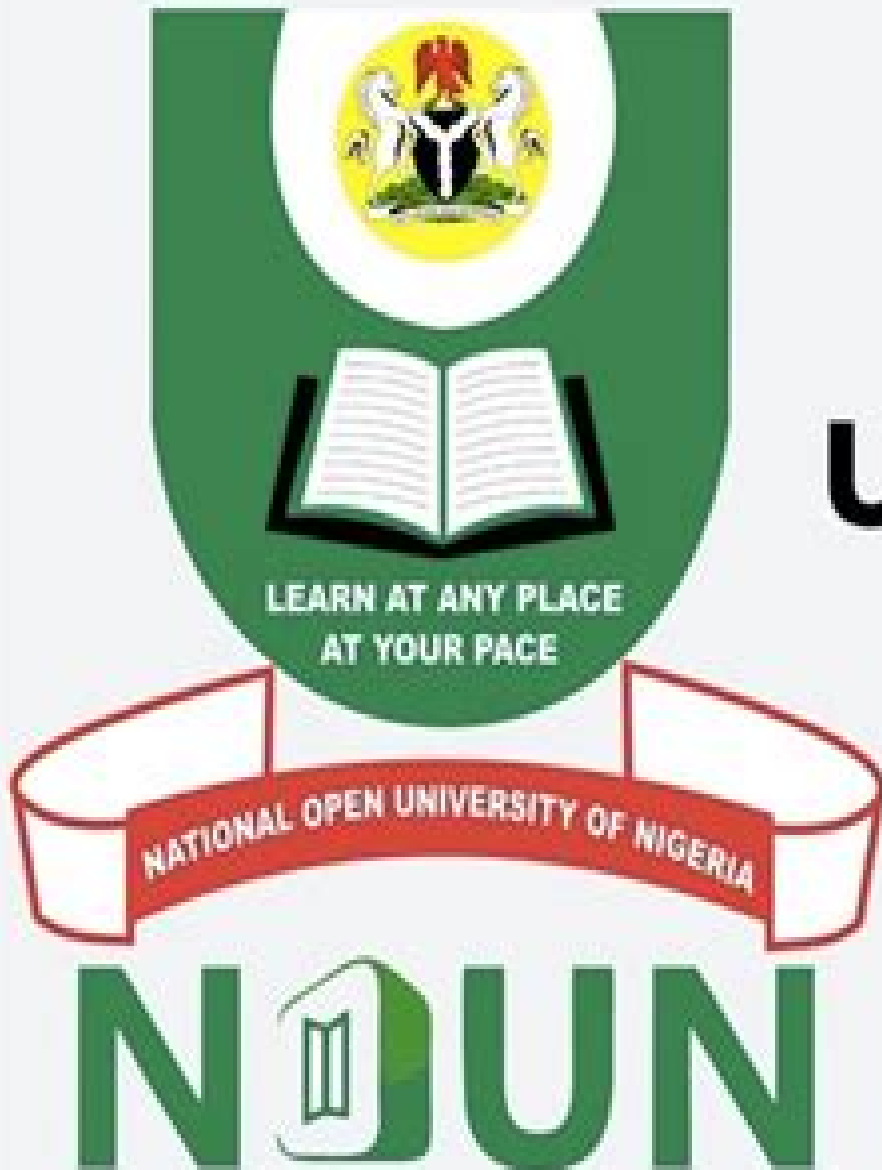 U
LEARN AT ANY PLACE
AT YOUR PACE
NATIONAL OPEN UNIVERSITY OF NIGERIA
NOUN